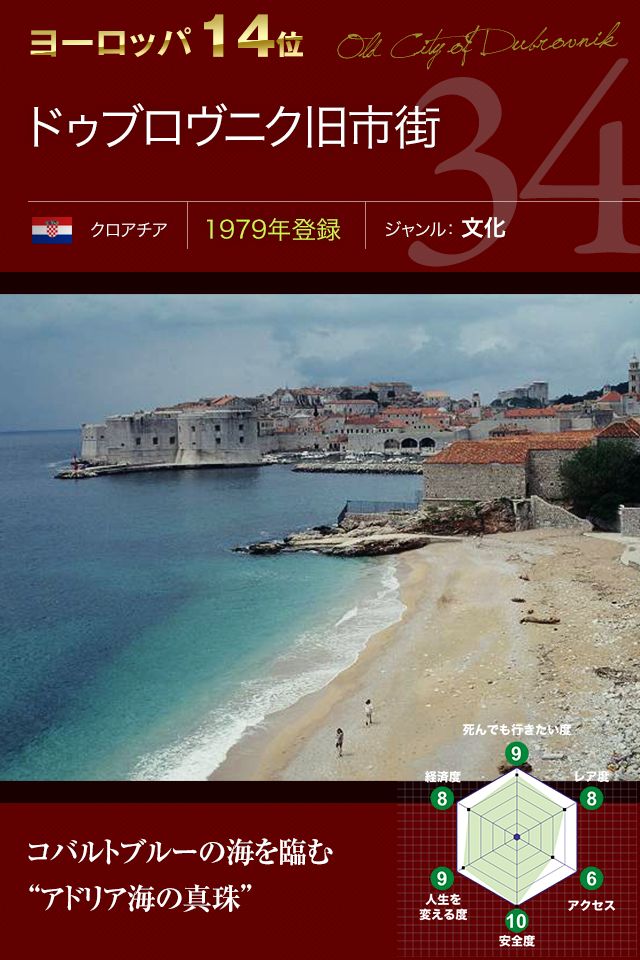 ヨーロッパ 14位
Old City of Dubrovnik
34
ドゥブロヴニク旧市街
クロアチア
1979年登録
ジャンル：文化
死んでも行きたい度
9
経済度
8
レア度
8
コバルトブルーの海を臨む
“アドリア海の真珠”
9
人生を
変える度
6
アクセス
10
安全度